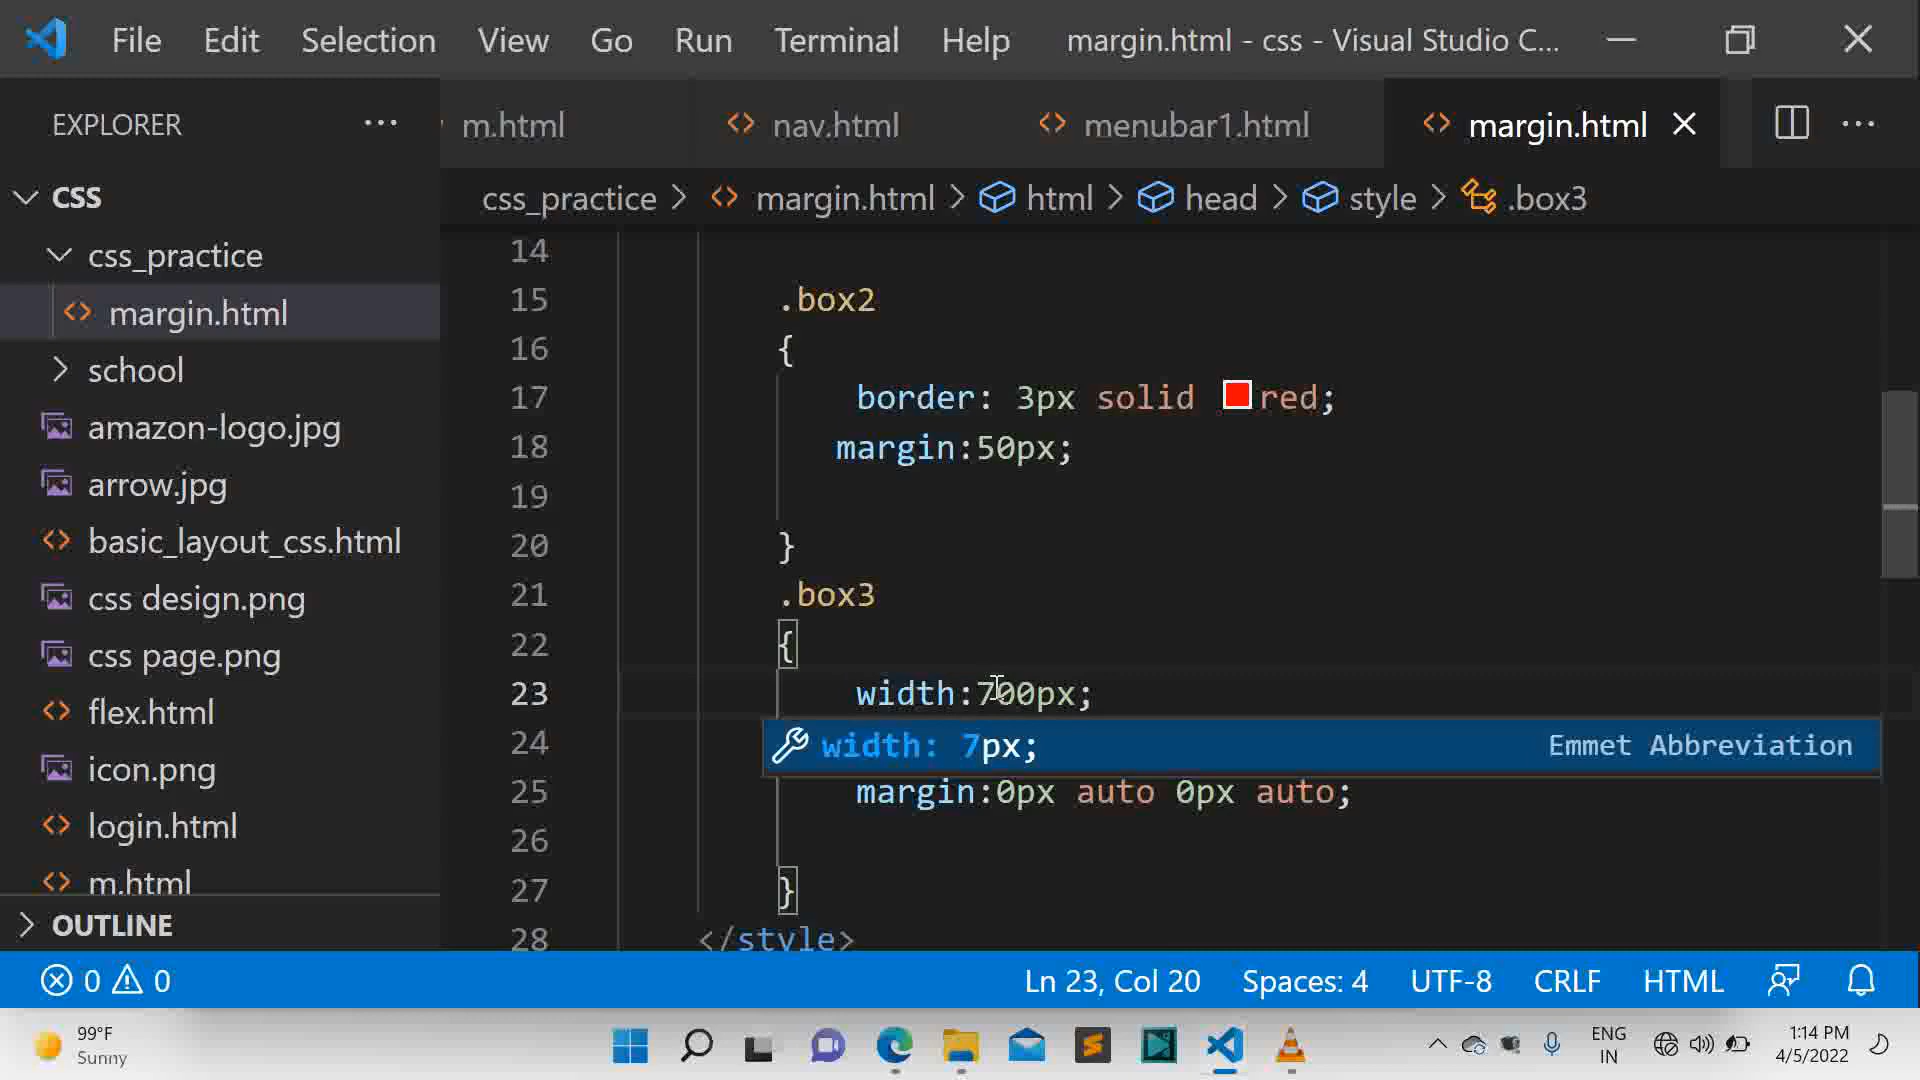 File Edit Selection View Go Run Terminal Help margin.html - css - Visual Studio C...
EXPLORER
m.html nav.html menubar1.html margin.html
CSS
css_practice > margin.html > html > head > style > .box3
css_practice
margin.html
school
amazon-logo.jpg
arrow.jpg
basic_layout_css.html
css design.png
css page.png
flex.html
icon.png
login.html
m.html
OUTLINE
14
15 .box2
16 {
17 border: 3px solid red;
18 margin:50px;
19
20 }
21 .box3
22 {
23 width:700px;
24
width: 7px; Emmet Abbreviation
25 margin:0px auto 0px auto;
26
27 }
28 </style>
0 0 Ln 23, Col 20 Spaces: 4 UTF-8 CRLF HTML
99°F
Sunny
ENG
IN
1:14 PM
4/5/2022